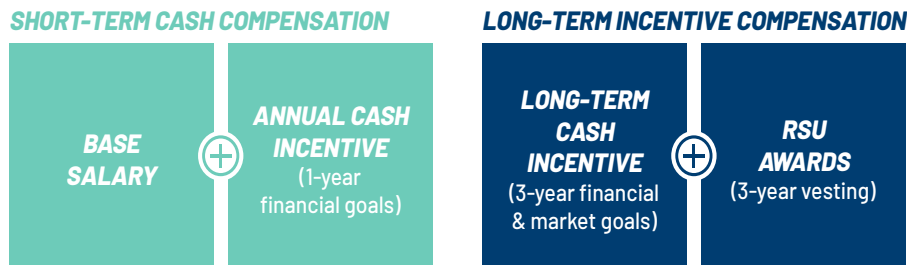 SHORT-TERM CASH COMPENSATION
BASE
SALARY
ANNUAL CASH
INCENTIVE
(1-year
financial goals)
LONG-TERM INCENTIVE COMPENSATION
LONG-TERM
CASH
INCENTIVE
(3-year financial
& market goals)
RSU
AWARDS
(3-year vesting)